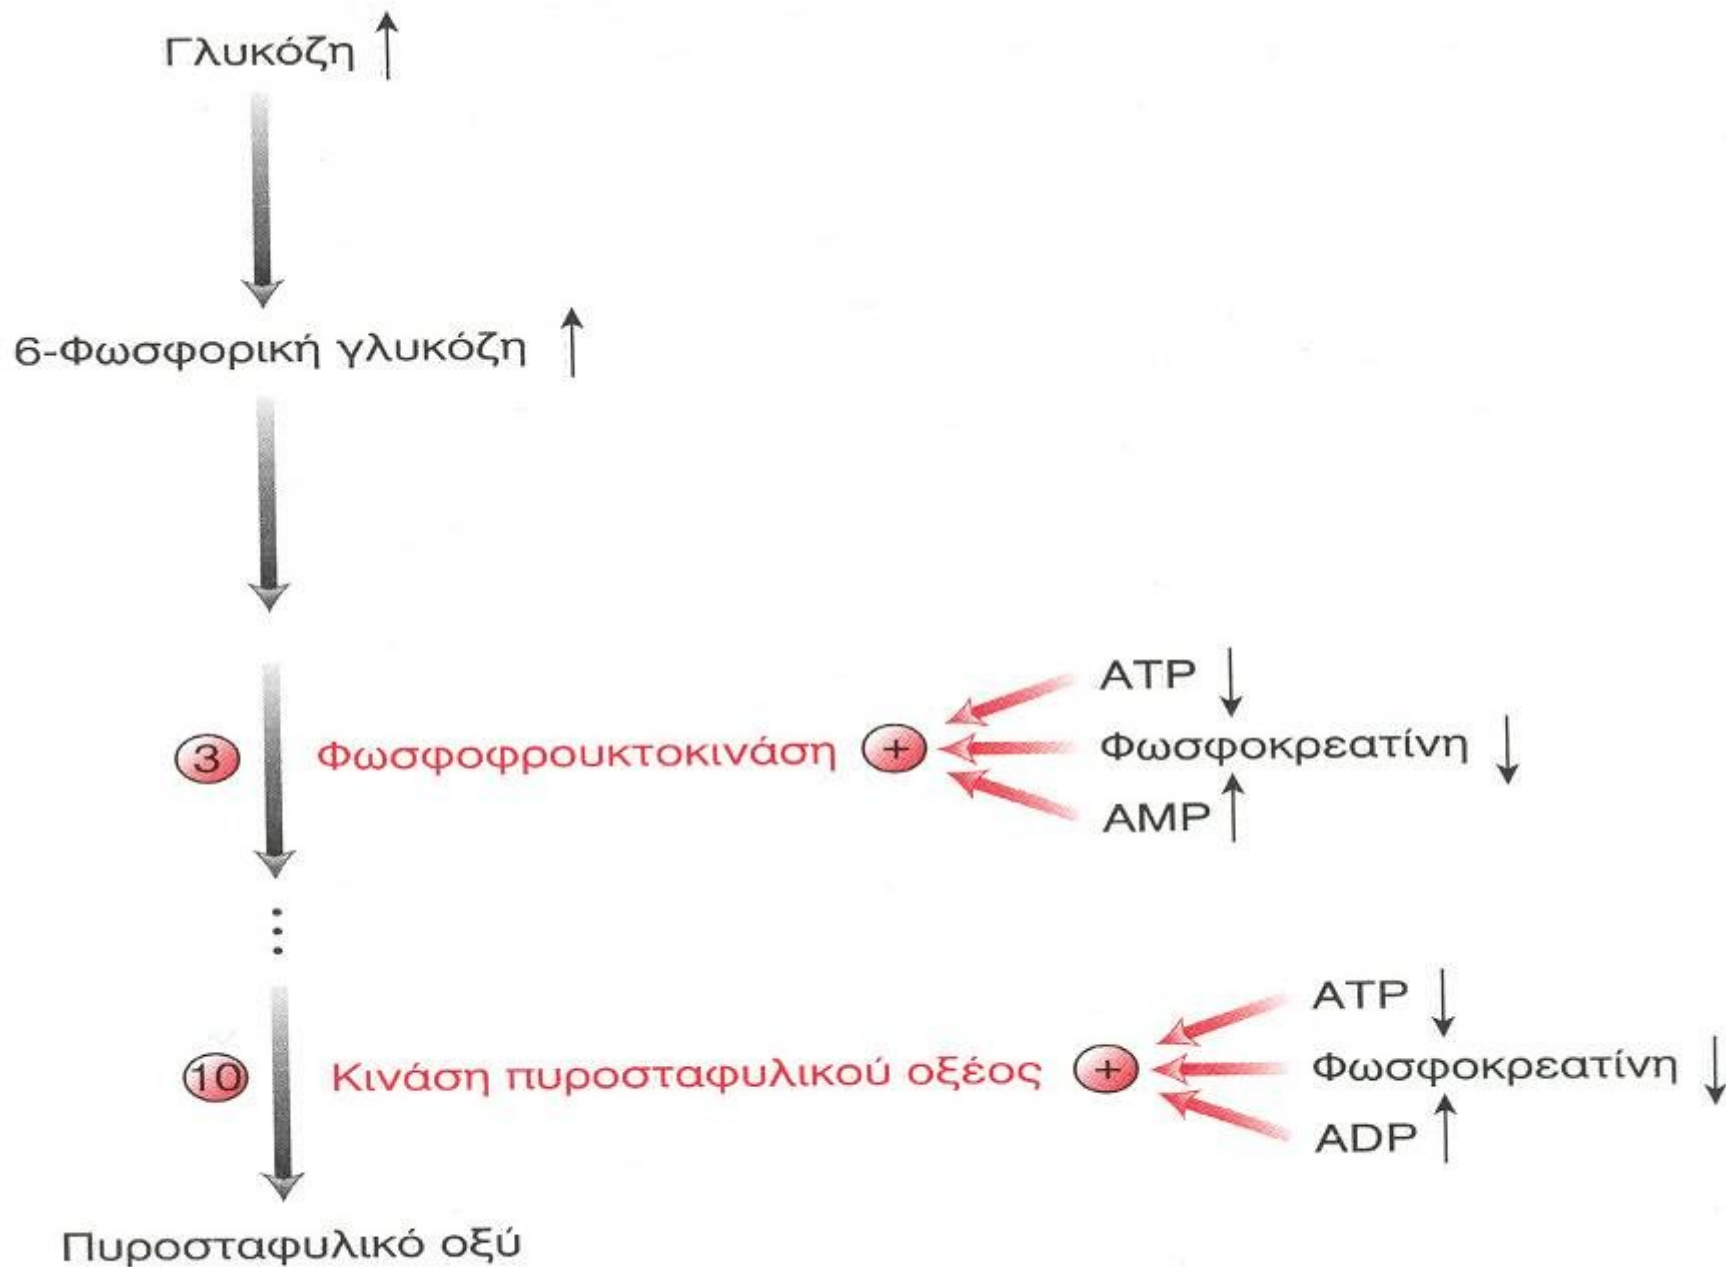 Γλυκόζη ↑
6-Φωσφορική γλυκόζη ↑
ATP ↓
3 Φωσφοφρουκτοκινάση + Φωσφοκρεατίνη ↓
AMP ↑
⋮
ATP ↓
10 Κινάση πυροσταφυλικού οξέος + Φωσφοκρεατίνη ↓
ADP ↑
Πυροσταφυλικό οξύ